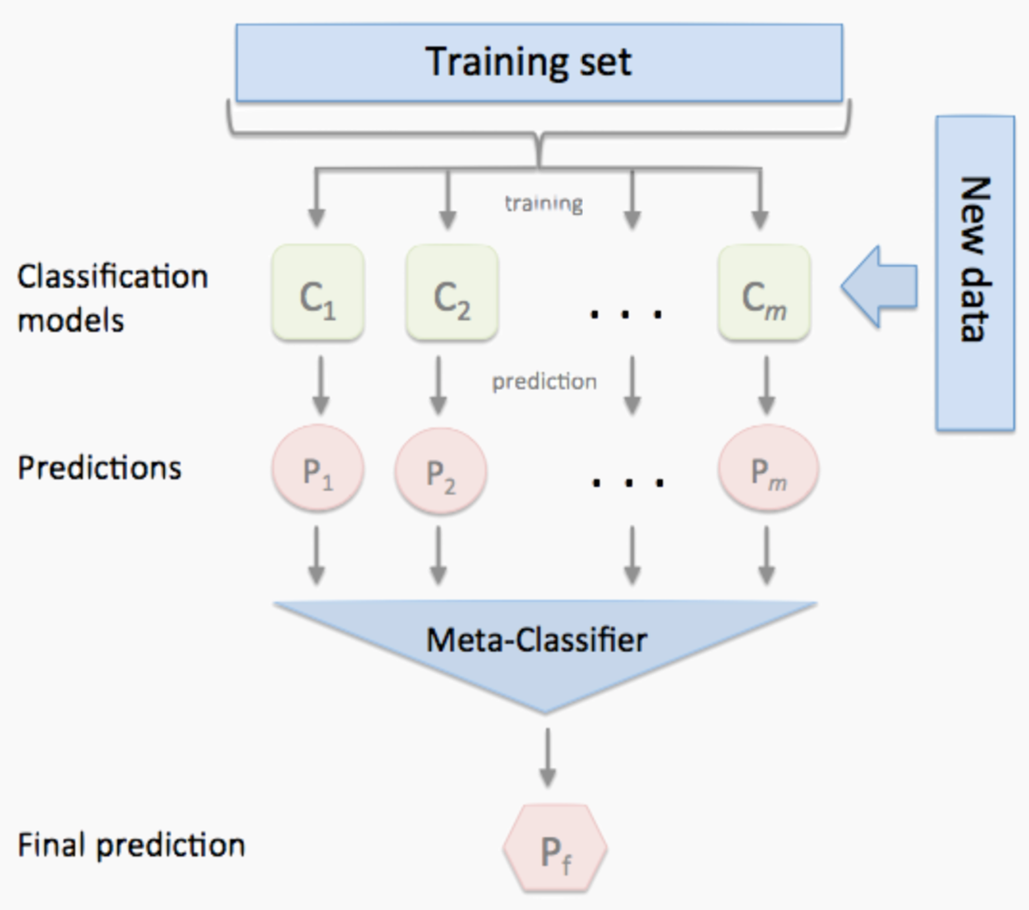 Training set
training
New data
Classification
models
C1
C2
. . .
Cm
prediction
Predictions
P1
P2
. . .
Pm
Meta-Classifier
Final prediction
Pf